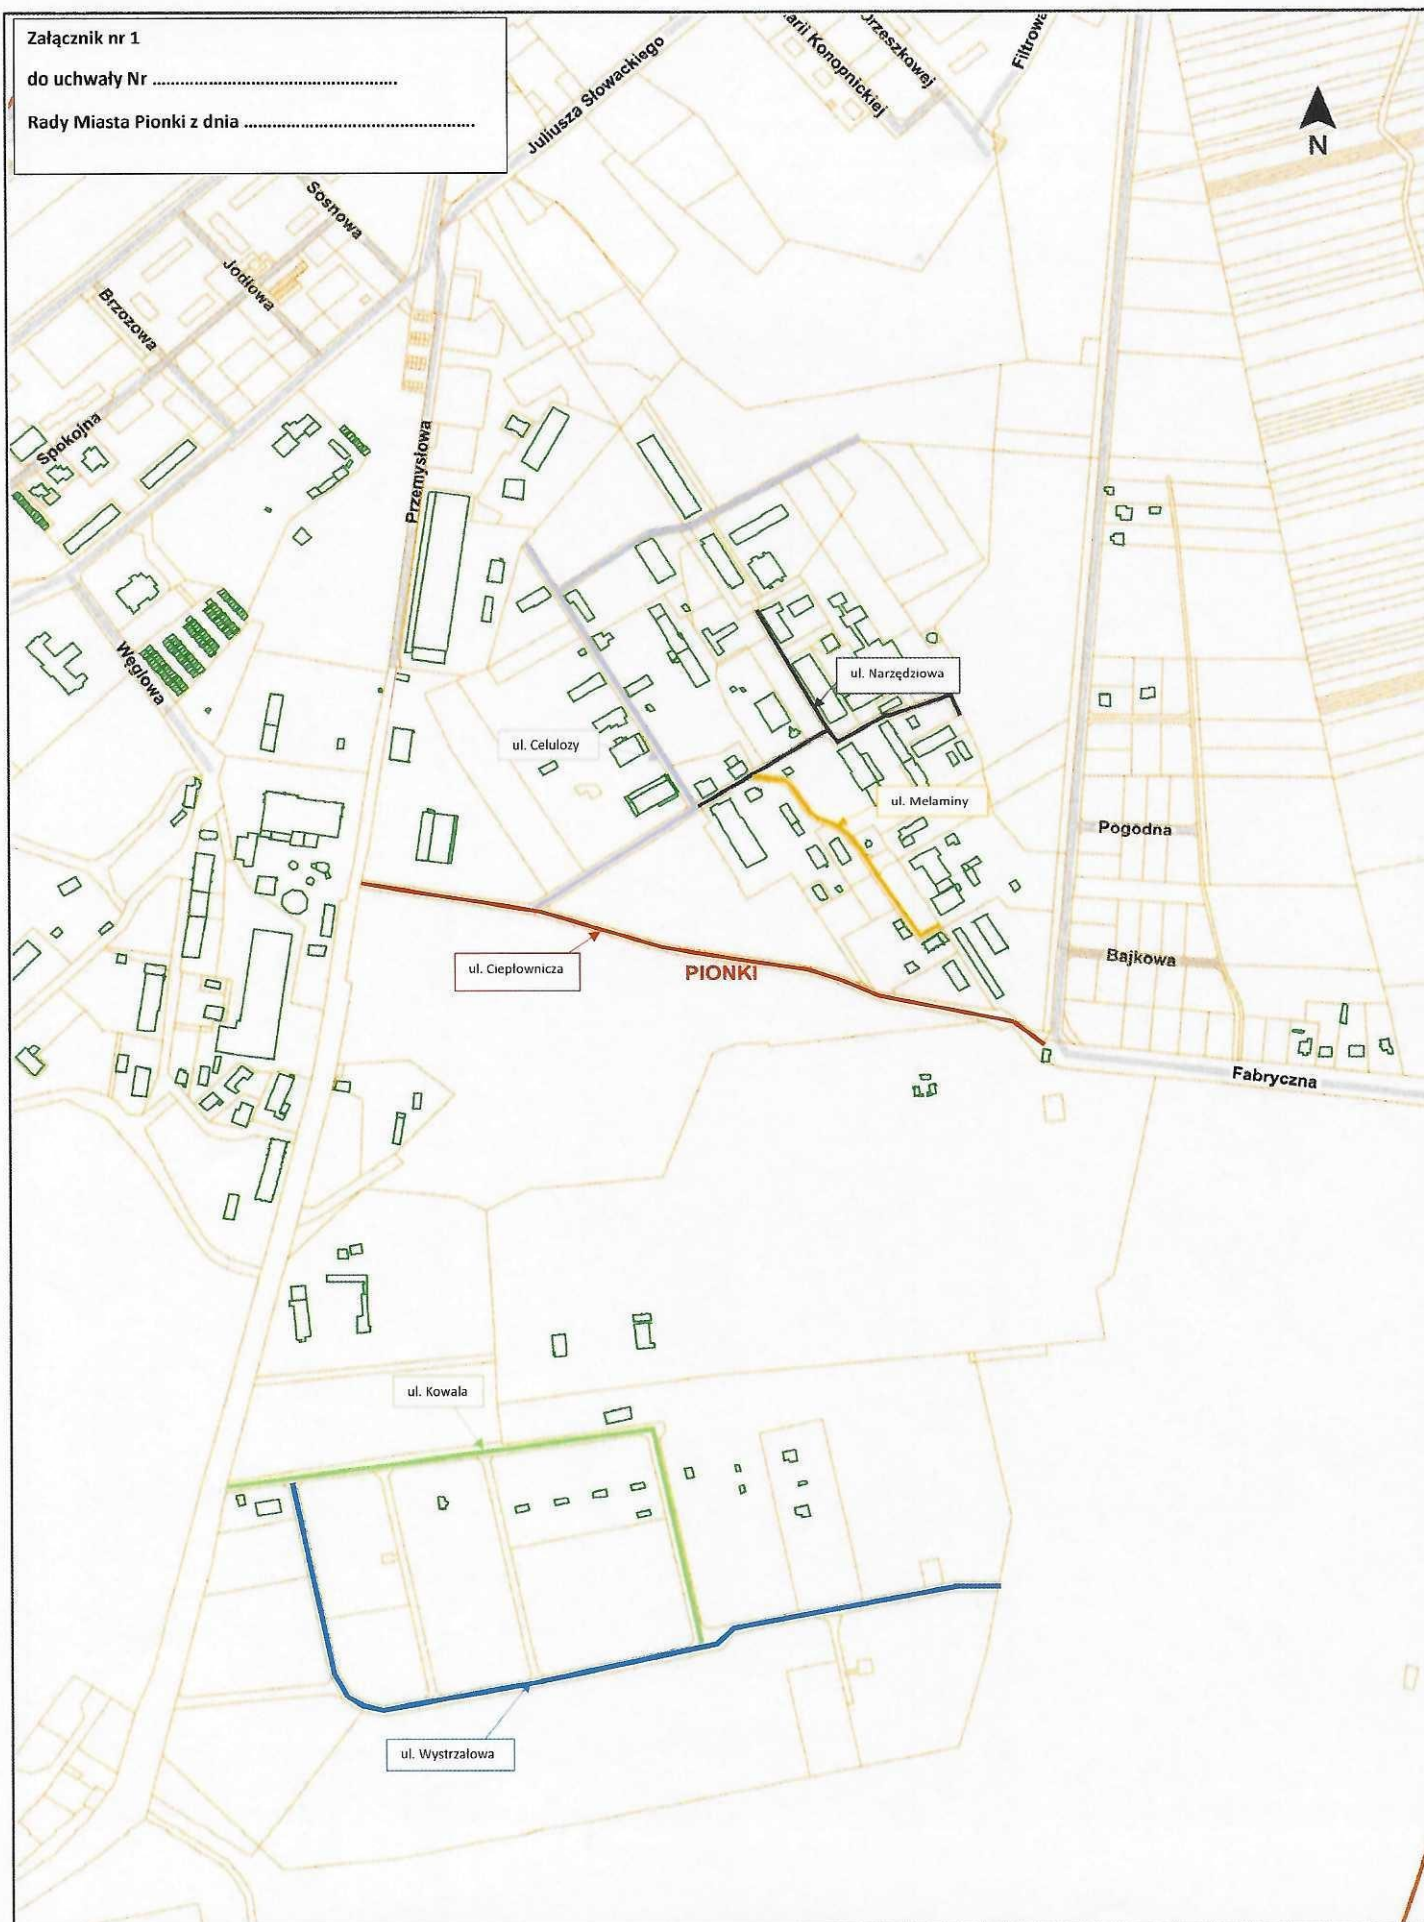 Załącznik nr 1
do uchwały Nr ............................................
Rady Miasta Pionki z dnia ..........................................
Juliusza Słowackiego
arii Konopnickiej
Orzeszkowej
Filtrowa
N
Sosnowa
Jodłowa
Brzozowa
Spokojna
Przemysłowa
Węglowa
ul. Narzędziowa
ul. Celulozy
ul. Melaminy
Pogodna
Bajkowa
ul. Ciepłownicza
PIONKI
Fabryczna
ul. Kowala
ul. Wystrzałowa